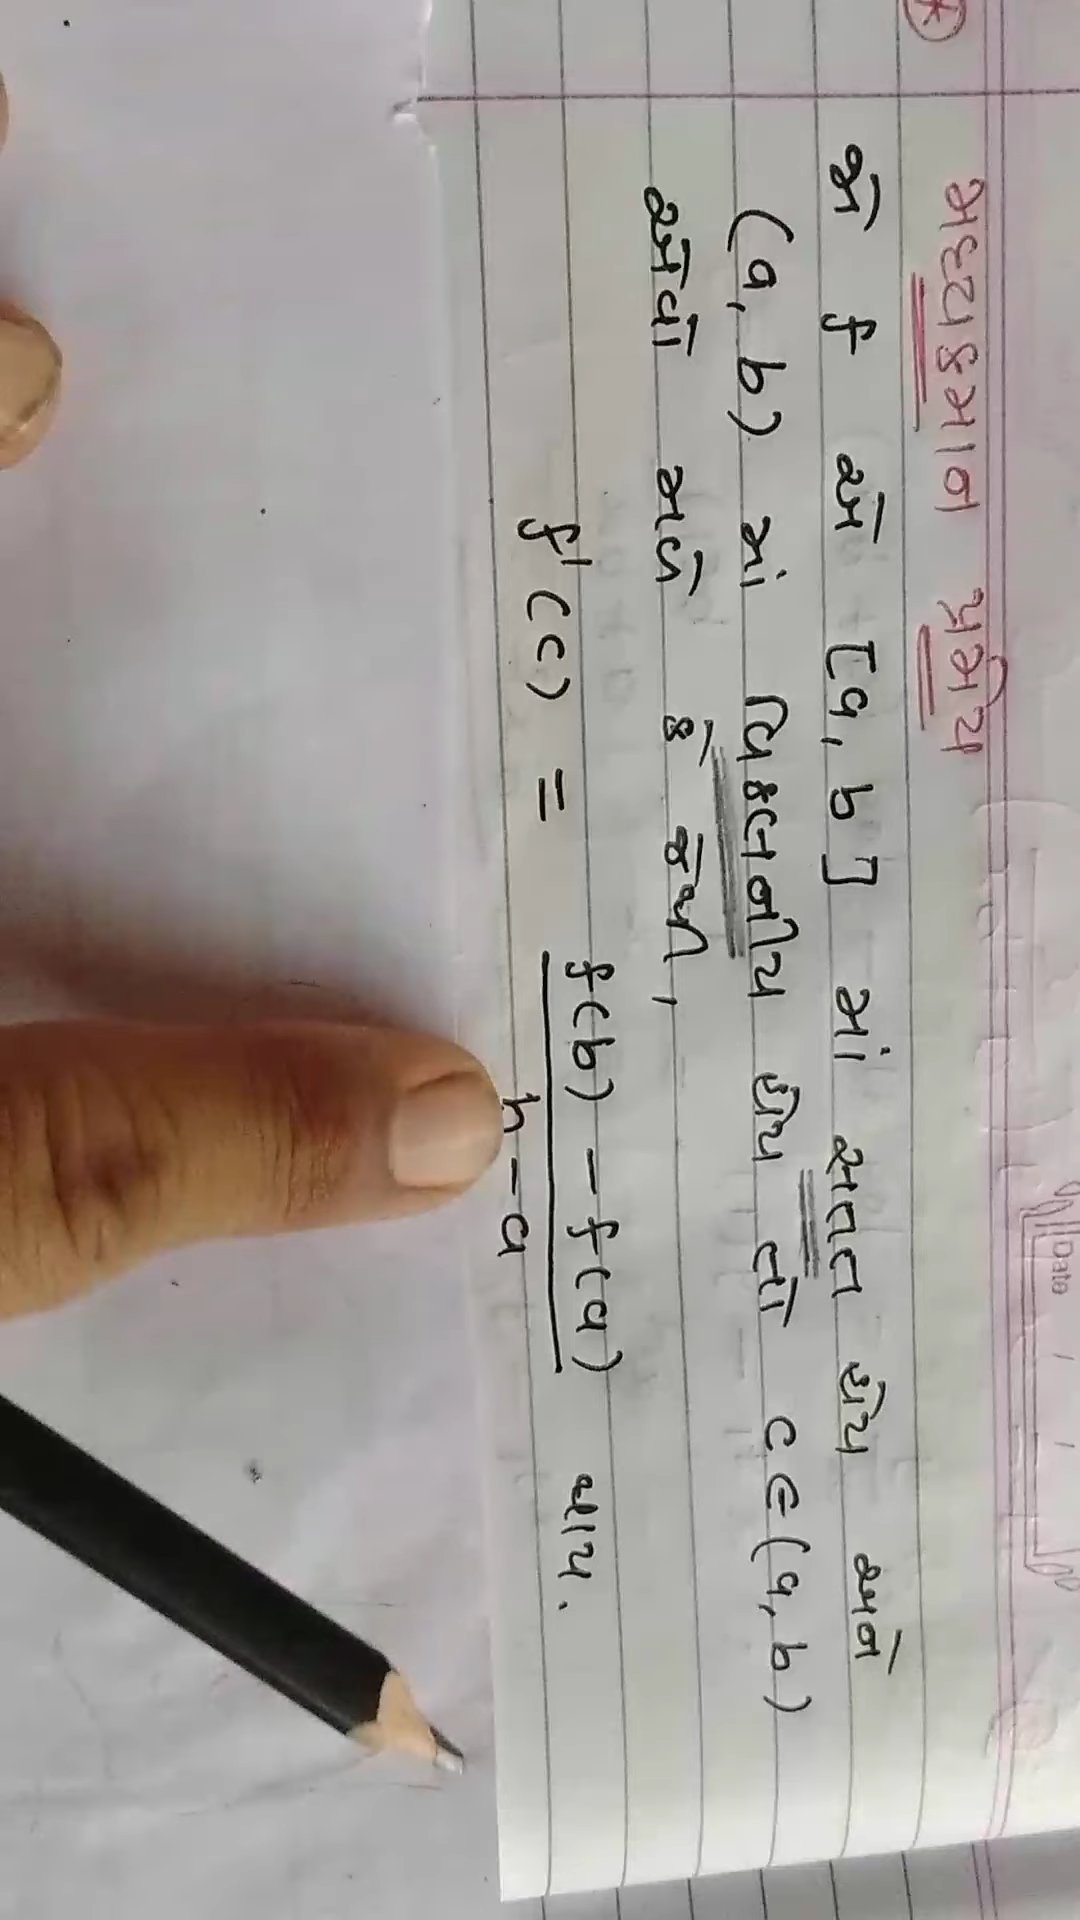 મધ્યકમાન પ્રમેય
જો f એ [a, b] માં સતત હોય અને
(a, b) માં વિકલનીય હોય તો c ∈ (a, b)
એવો મળે કે જેથી,
f'(c) = f(b) - f(a) / b - a થાય.
Date / /